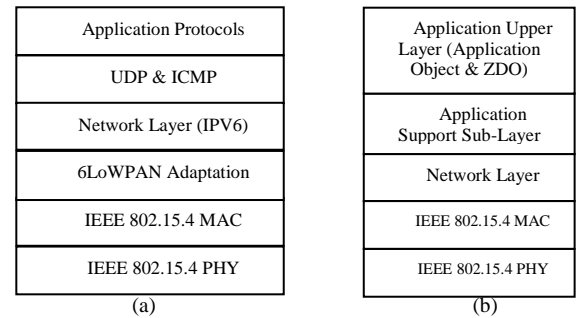 Application Protocols
UDP & ICMP
Network Layer (IPV6)
6LoWPAN Adaptation
IEEE 802.15.4 MAC
IEEE 802.15.4 PHY
(a)
Application Upper
Layer (Application
Object & ZDO)
Application
Support Sub-Layer
Network Layer
IEEE 802.15.4 MAC
IEEE 802.15.4 PHY
(b)